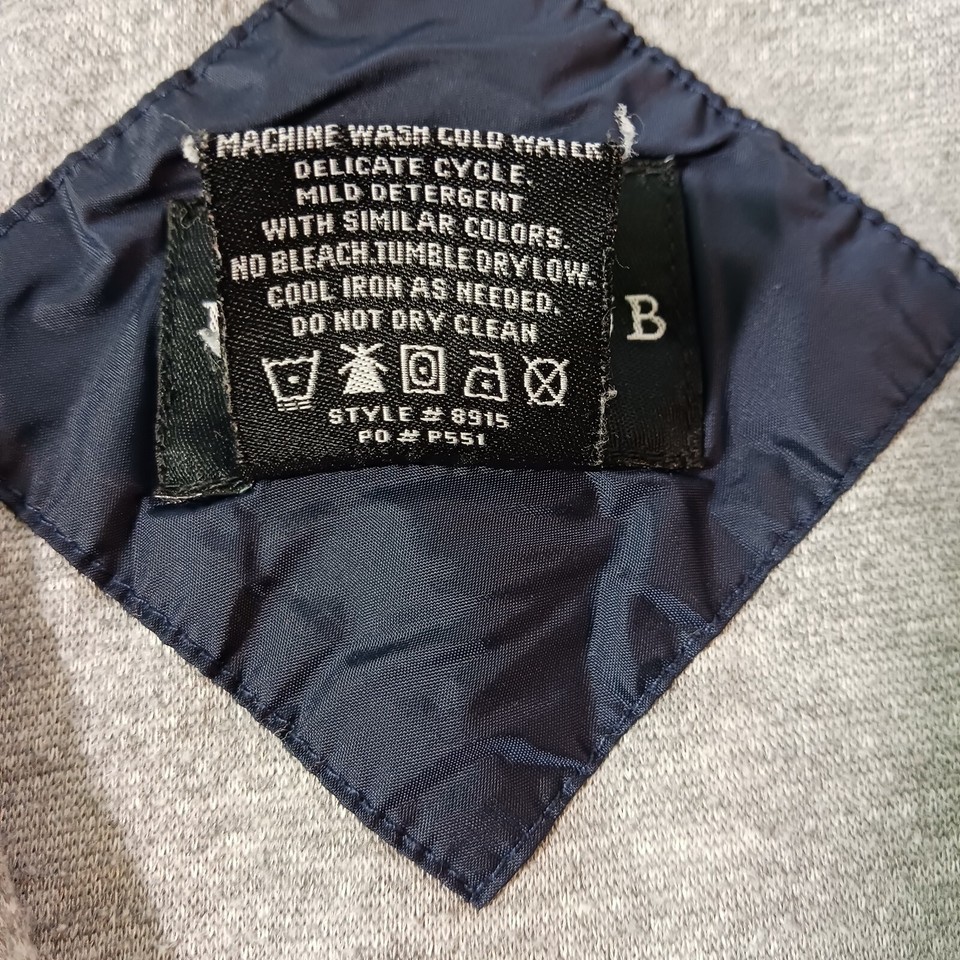 MACHINE WASH COLD WATER
DELICATE CYCLE.
MILD DETERGENT
WITH SIMILAR COLORS.
NO BLEACH.TUMBLE DRY LOW.
COOL IRON AS NEEDED.
DO NOT DRY CLEAN
STYLE # 8915
PO # P551
B